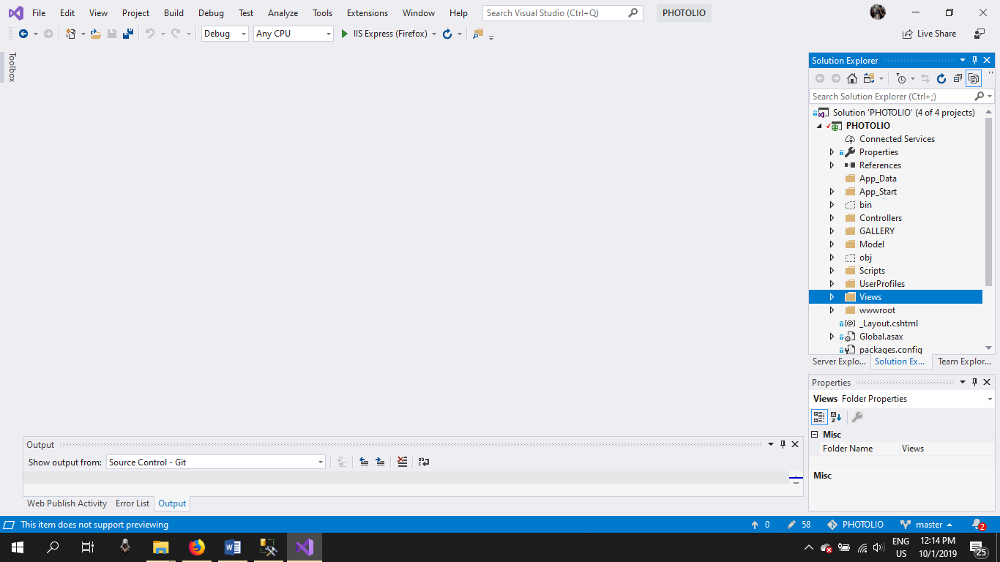 File Edit View Project Build Debug Test Analyze Tools Extensions Window Help Search Visual Studio (Ctrl+Q) PHOTOLIO
Debug Any CPU IIS Express (Firefox) Live Share
Toolbox
Solution Explorer
Search Solution Explorer (Ctrl+;)
Solution 'PHOTOLIO' (4 of 4 projects)
PHOTOLIO
Connected Services
Properties
References
App_Data
App_Start
bin
Controllers
GALLERY
Model
obj
Scripts
UserProfiles
Views
wwwroot
_Layout.cshtml
Global.asax
packages.config
Server Explo... Solution Ex... Team Explor...
Properties
Views Folder Properties
Misc
Folder Name Views
Misc
Output
Show output from: Source Control - Git
Web Publish Activity Error List Output
This item does not support previewing 0 58 PHOTOLIO master 2
ENG 12:14 PM
US 10/1/2019 25